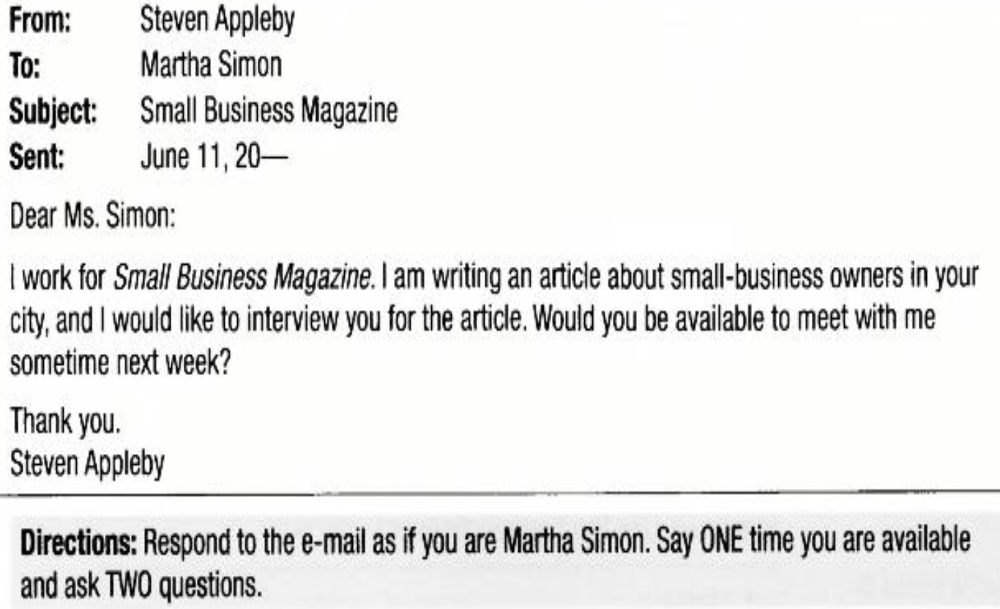 From: Steven Appleby
To: Martha Simon
Subject: Small Business Magazine
Sent: June 11, 20—
Dear Ms. Simon:
I work for Small Business Magazine. I am writing an article about small-business owners in your
city, and I would like to interview you for the article. Would you be available to meet with me
sometime next week?
Thank you.
Steven Appleby
Directions: Respond to the e-mail as if you are Martha Simon. Say ONE time you are available
and ask TWO questions.